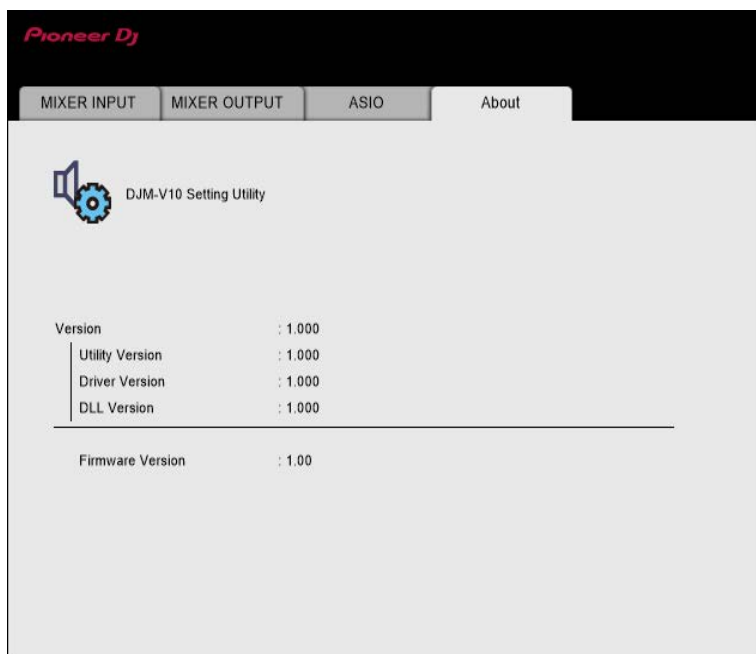 Pioneer Dj
MIXER INPUT MIXER OUTPUT ASIO About
DJM-V10 Setting Utility
Version : 1.000
Utility Version : 1.000
Driver Version : 1.000
DLL Version : 1.000
Firmware Version : 1.00